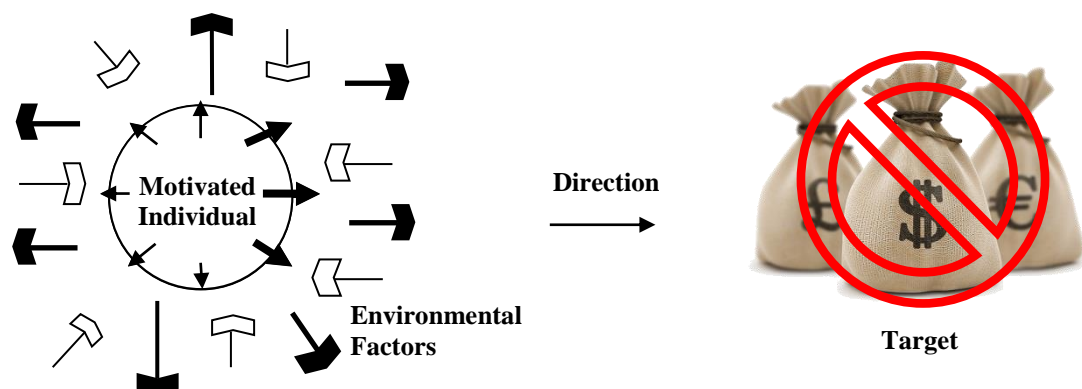 Motivated
Individual
Environmental
Factors
Direction
£
$
€
Target